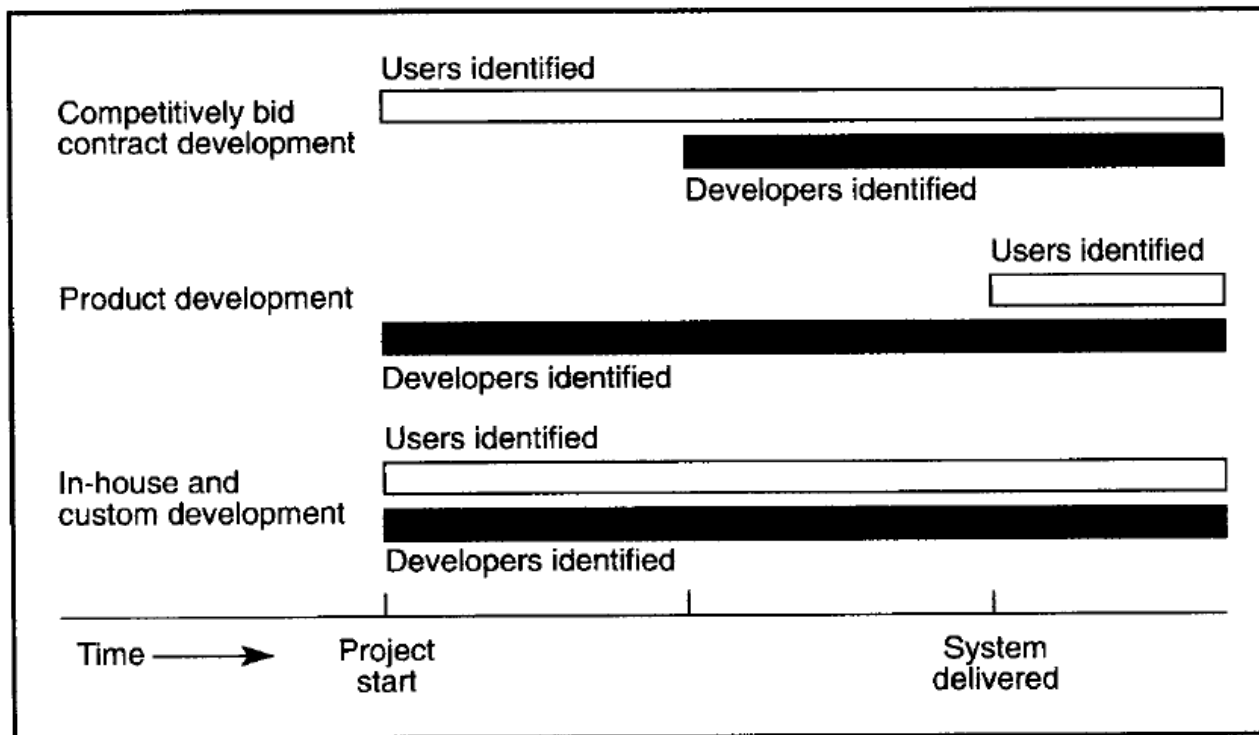 Users identified
Competitively bid
contract development
Developers identified
Users identified
Product development
Developers identified
Users identified
In-house and
custom development
Developers identified
Time
Project
start
System
delivered